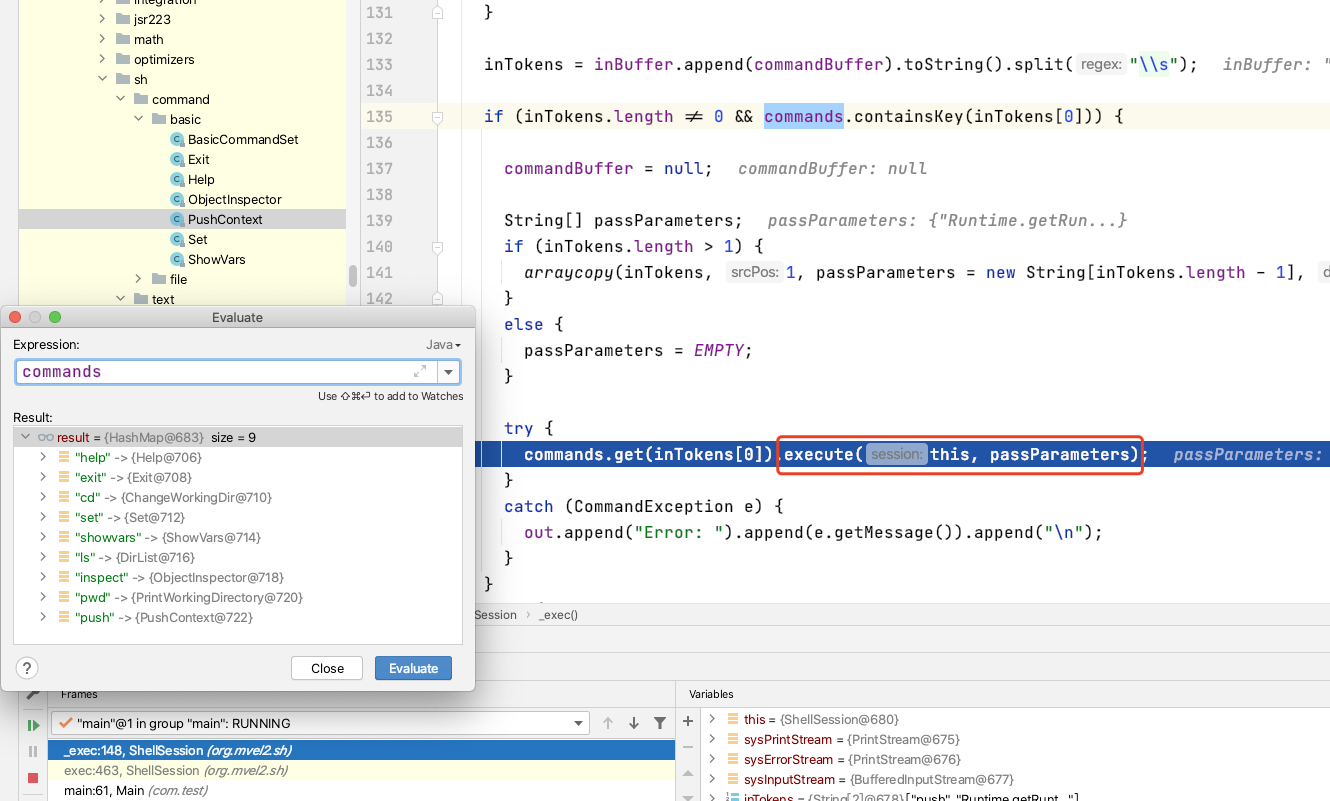 integration
jsr223
math
optimizers
sh
command
basic
BasicCommandSet
Exit
Help
ObjectInspector
PushContext
Set
ShowVars
file
text
131 }
132
133 inTokens = inBuffer.append(commandBuffer).toString().split( regex: "\\s"); inBuffer: "
134
135 if (inTokens.length ≠ 0 && commands.containsKey(inTokens[0])) {
136
137 commandBuffer = null; commandBuffer: null
138
139 String[] passParameters; passParameters: {"Runtime.getRun...}
140 if (inTokens.length > 1) {
141 arraycopy(inTokens, srcPos: 1, passParameters = new String[inTokens.length - 1], d
142 }
else {
passParameters = EMPTY;
}
try {
commands.get(inTokens[0]).execute( session: this, passParameters); passParameters:
}
catch (CommandException e) {
out.append("Error: ").append(e.getMessage()).append("\n");
}
}
Session › _exec()
Evaluate
Expression: Java
commands
Use ⇧⌘⏎ to add to Watches
Result:
result = {HashMap@683} size = 9
"help" -> {Help@706}
"exit" -> {Exit@708}
"cd" -> {ChangeWorkingDir@710}
"set" -> {Set@712}
"showvars" -> {ShowVars@714}
"ls" -> {DirList@716}
"inspect" -> {ObjectInspector@718}
"pwd" -> {PrintWorkingDirectory@720}
"push" -> {PushContext@722}
? Close Evaluate
Frames
"main"@1 in group "main": RUNNING
_exec:148, ShellSession (org.mvel2.sh)
exec:463, ShellSession (org.mvel2.sh)
main:61, Main (com.test)
Variables
this = {ShellSession@680}
sysPrintStream = {PrintStream@675}
sysErrorStream = {PrintStream@676}
sysInputStream = {BufferedInputStream@677}
inTokens = {String[2]@678} ["push", "Runtime.getRunt..."]